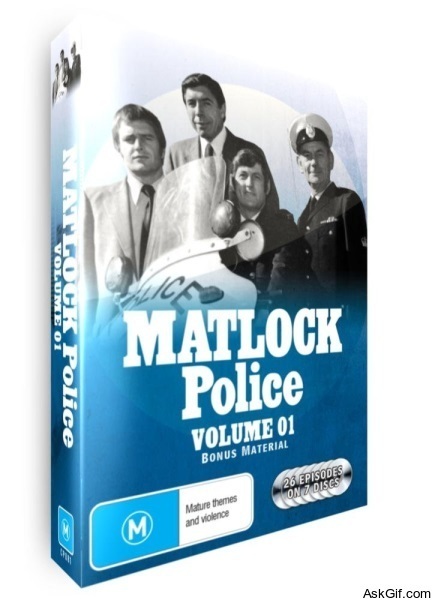 MATLOCK Police
VOLUME 01
POLICE
MATLOCK
Police
VOLUME 01
BONUS MATERIAL
26 EPISODES
ON 7 DISCS
M
Mature themes
and violence
M
AskGif.com